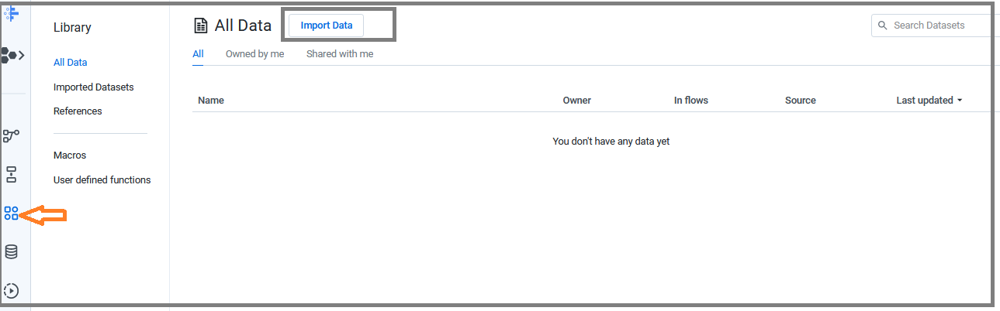 Library
All Data
Imported Datasets
References
Macros
User defined functions
All Data
Import Data
Search Datasets
All
Owned by me
Shared with me
Name
Owner
In flows
Source
Last updated
You don't have any data yet